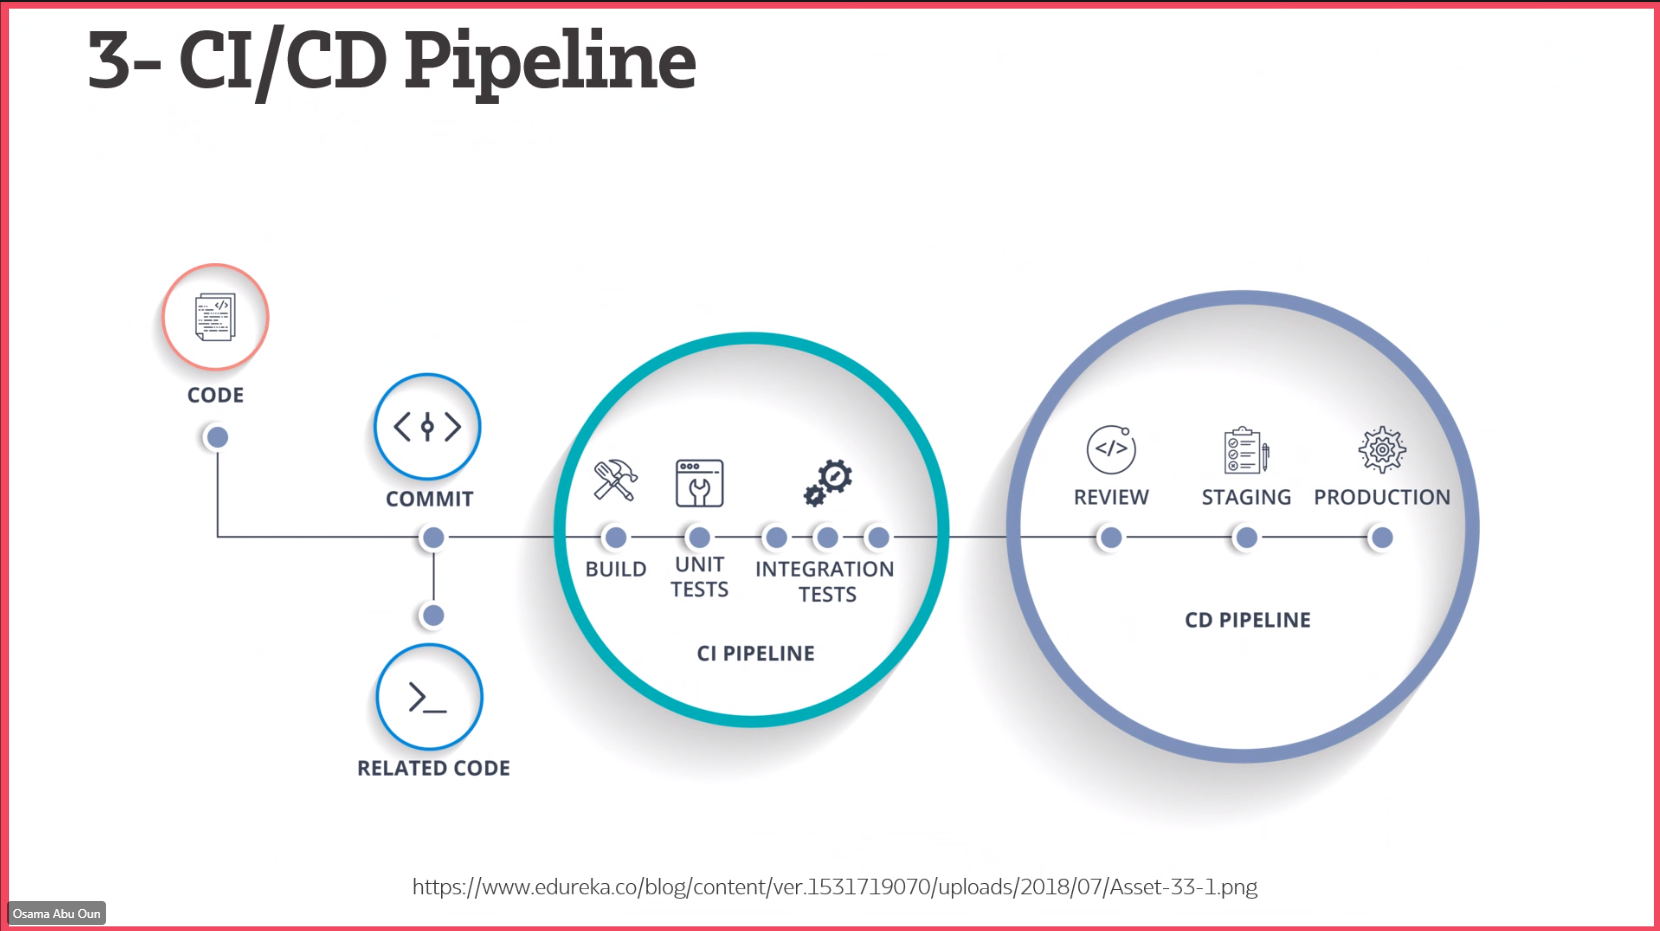 3- CI/CD Pipeline
CODE
COMMIT
RELATED CODE
BUILD
UNIT
TESTS
INTEGRATION
TESTS
CI PIPELINE
REVIEW
STAGING
PRODUCTION
CD PIPELINE
https://www.edureka.co/blog/content/ver.1531719070/uploads/2018/07/Asset-33-1.png
Osama Abu Oun